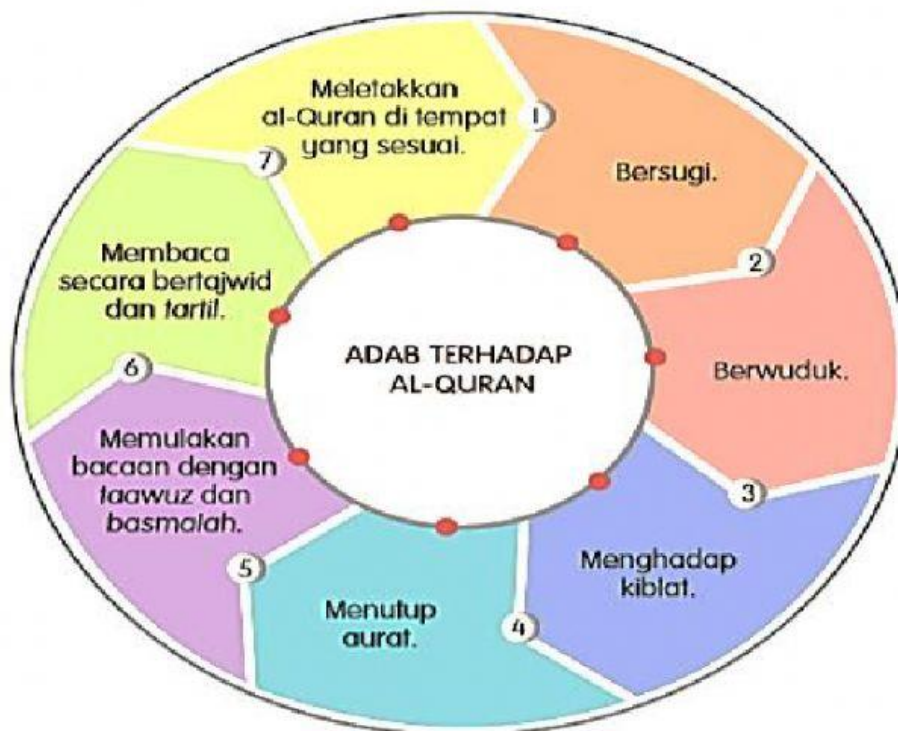 ADAB TERHADAP
AL-QURAN
1
Bersugi.
2
Berwuduk.
3
Menghadap
kiblat.
4
Menutup
aurat.
5
Memulakan
bacaan dengan
taawuz dan
basmalah.
6
Membaca
secara bertajwid
dan tartil.
7
Meletakkan
al-Quran di tempat
yang sesuai.